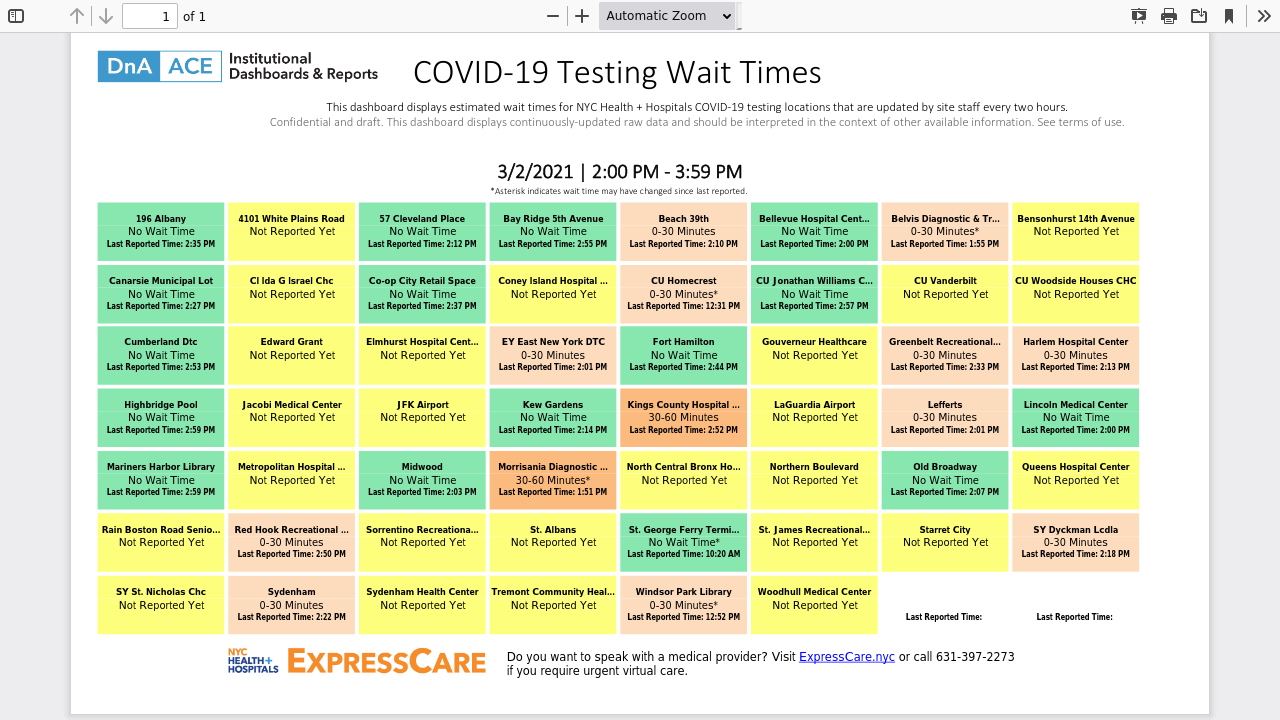 1 of 1
Automatic Zoom
DnA ACE Institutional
Dashboards & Reports
COVID-19 Testing Wait Times
This dashboard displays estimated wait times for NYC Health + Hospitals COVID-19 testing locations that are updated by site staff every two hours.
Confidential and draft. This dashboard displays continuously-updated raw data and should be interpreted in the context of other available information. See terms of use.
3/2/2021 | 2:00 PM - 3:59 PM
*Asterisk indicates wait time may have changed since last reported.
196 Albany
No Wait Time
Last Reported Time: 2:35 PM
4101 White Plains Road
Not Reported Yet
57 Cleveland Place
No Wait Time
Last Reported Time: 2:12 PM
Bay Ridge 5th Avenue
No Wait Time
Last Reported Time: 2:55 PM
Beach 39th
0-30 Minutes
Last Reported Time: 2:10 PM
Bellevue Hospital Cent...
No Wait Time
Last Reported Time: 2:00 PM
Belvis Diagnostic & Tr...
0-30 Minutes*
Last Reported Time: 1:55 PM
Bensonhurst 14th Avenue
Not Reported Yet
Canarsie Municipal Lot
No Wait Time
Last Reported Time: 2:27 PM
CI Ida G Israel Chc
Not Reported Yet
Co-op City Retail Space
No Wait Time
Last Reported Time: 2:37 PM
Coney Island Hospital ...
Not Reported Yet
CU Homecrest
0-30 Minutes*
Last Reported Time: 12:31 PM
CU Jonathan Williams C...
No Wait Time
Last Reported Time: 2:57 PM
CU Vanderbilt
Not Reported Yet
CU Woodside Houses CHC
Not Reported Yet
Cumberland Dtc
No Wait Time
Last Reported Time: 2:53 PM
Edward Grant
Not Reported Yet
Elmhurst Hospital Cent...
Not Reported Yet
EY East New York DTC
0-30 Minutes
Last Reported Time: 2:01 PM
Fort Hamilton
No Wait Time
Last Reported Time: 2:44 PM
Gouverneur Healthcare
Not Reported Yet
Greenbelt Recreational...
0-30 Minutes
Last Reported Time: 2:33 PM
Harlem Hospital Center
0-30 Minutes
Last Reported Time: 2:13 PM
Highbridge Pool
No Wait Time
Last Reported Time: 2:59 PM
Jacobi Medical Center
Not Reported Yet
JFK Airport
Not Reported Yet
Kew Gardens
No Wait Time
Last Reported Time: 2:14 PM
Kings County Hospital ...
30-60 Minutes
Last Reported Time: 2:52 PM
LaGuardia Airport
Not Reported Yet
Lefferts
0-30 Minutes
Last Reported Time: 2:01 PM
Lincoln Medical Center
No Wait Time
Last Reported Time: 2:00 PM
Mariners Harbor Library
No Wait Time
Last Reported Time: 2:59 PM
Metropolitan Hospital ...
Not Reported Yet
Midwood
No Wait Time
Last Reported Time: 2:03 PM
Morrisania Diagnostic ...
30-60 Minutes*
Last Reported Time: 1:51 PM
North Central Bronx Ho...
Not Reported Yet
Northern Boulevard
Not Reported Yet
Old Broadway
No Wait Time
Last Reported Time: 2:07 PM
Queens Hospital Center
Not Reported Yet
Rain Boston Road Senio...
Not Reported Yet
Red Hook Recreational ...
0-30 Minutes
Last Reported Time: 2:50 PM
Sorrentino Recreationa...
Not Reported Yet
St. Albans
Not Reported Yet
St. George Ferry Termi...
No Wait Time*
Last Reported Time: 10:20 AM
St. James Recreational...
Not Reported Yet
Starret City
Not Reported Yet
SY Dyckman Lcdla
0-30 Minutes
Last Reported Time: 2:18 PM
SY St. Nicholas Chc
Not Reported Yet
Sydenham
0-30 Minutes
Last Reported Time: 2:22 PM
Sydenham Health Center
Not Reported Yet
Tremont Community Heal...
Not Reported Yet
Windsor Park Library
0-30 Minutes*
Last Reported Time: 12:52 PM
Woodhull Medical Center
Not Reported Yet
Last Reported Time:
Last Reported Time:
NYC
HEALTH+
HOSPITALS
EXPRESSCARE
Do you want to speak with a medical provider? Visit ExpressCare.nyc or call 631-397-2273
if you require urgent virtual care.